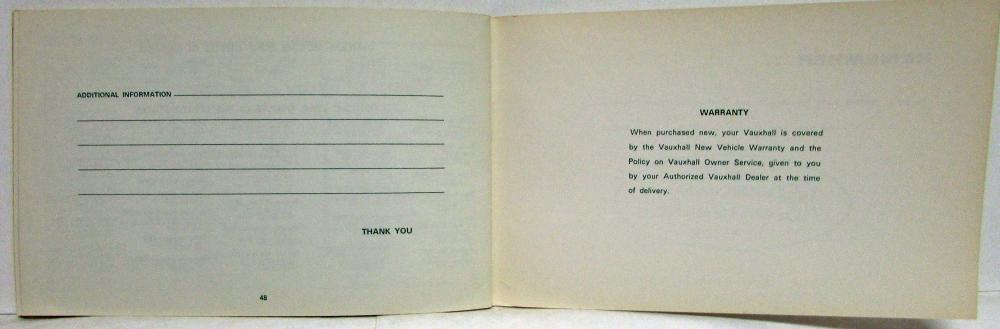 ADDITIONAL INFORMATION
THANK YOU
48
WARRANTY
When purchased new, your Vauxhall is covered
by the Vauxhall New Vehicle Warranty and the
Policy on Vauxhall Owner Service, given to you
by your Authorized Vauxhall Dealer at the time
of delivery.